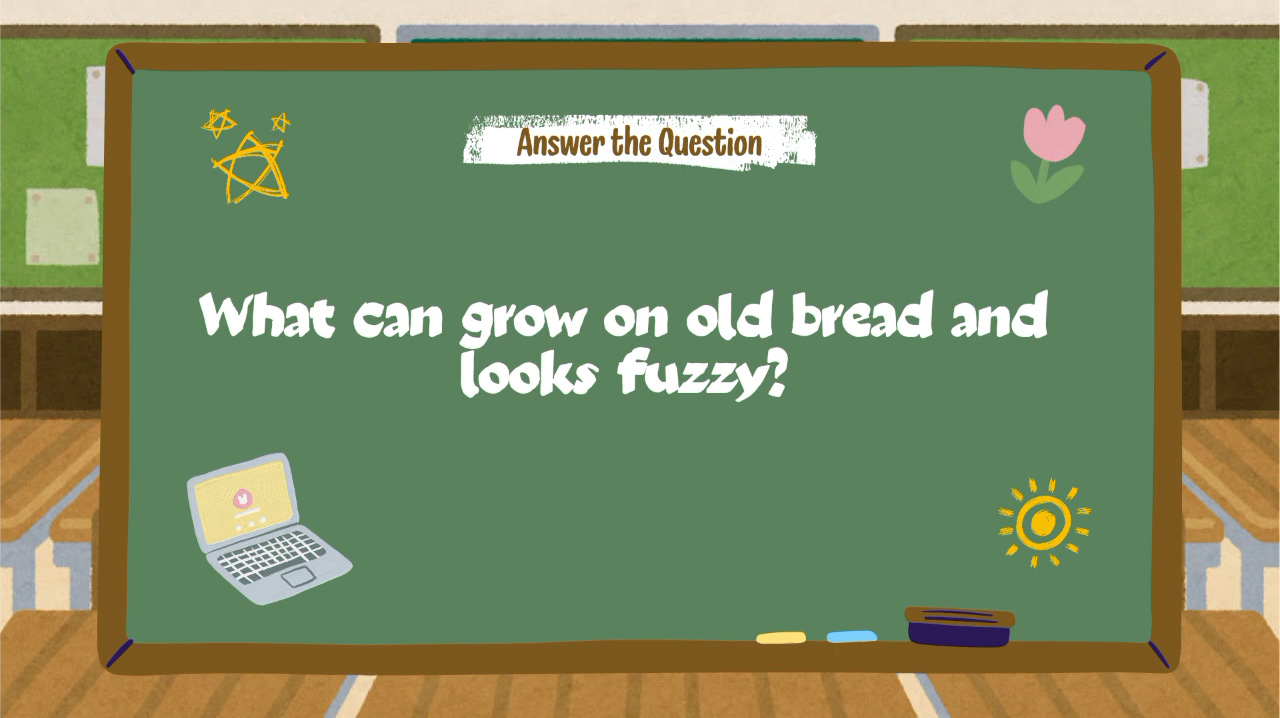 Answer the Question
What can grow on old bread and
looks fuzzy?